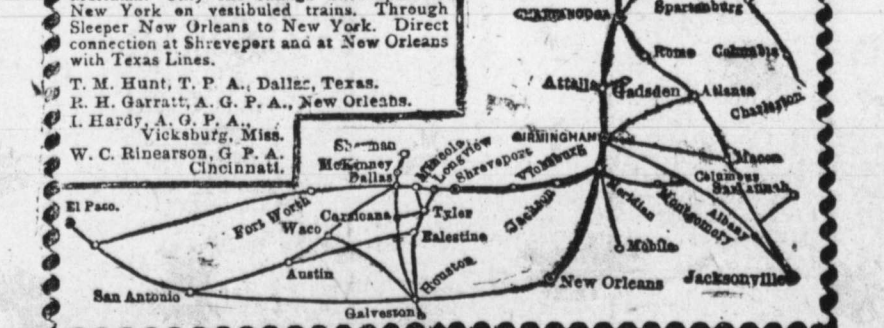 New York on vestibuled trains. Through
Sleeper New Orleans to New York. Direct
connection at Shreveport and at New Orleans
with Texas Lines.
T. M. Hunt, T. P. A., Dallas, Texas.
R. H. Garratt, A. G. P. A., New Orleans.
I. Hardy, A. G. P. A.,
Vicksburg, Miss.
W. C. Rinearson, G P A.
Cincinnati.
CHATTANOOGA
Spartanburg
Rome
Columbia
Attalla
Gadsden
Atlanta
Charleston
BIRMINGHAM
Sherman
McKenney
Dallas
Mineola
Longview
Shreveport
Vicksburg
Jackson
Meridian
Macon
Columbus
Savannah
Montgomery
Albany
El Paco.
Fort Worth
Corsicana
Tyler
Waco
Palestine
Mobile
Austin
Houston
New Orleans
Jacksonville
San Antonio
Galveston